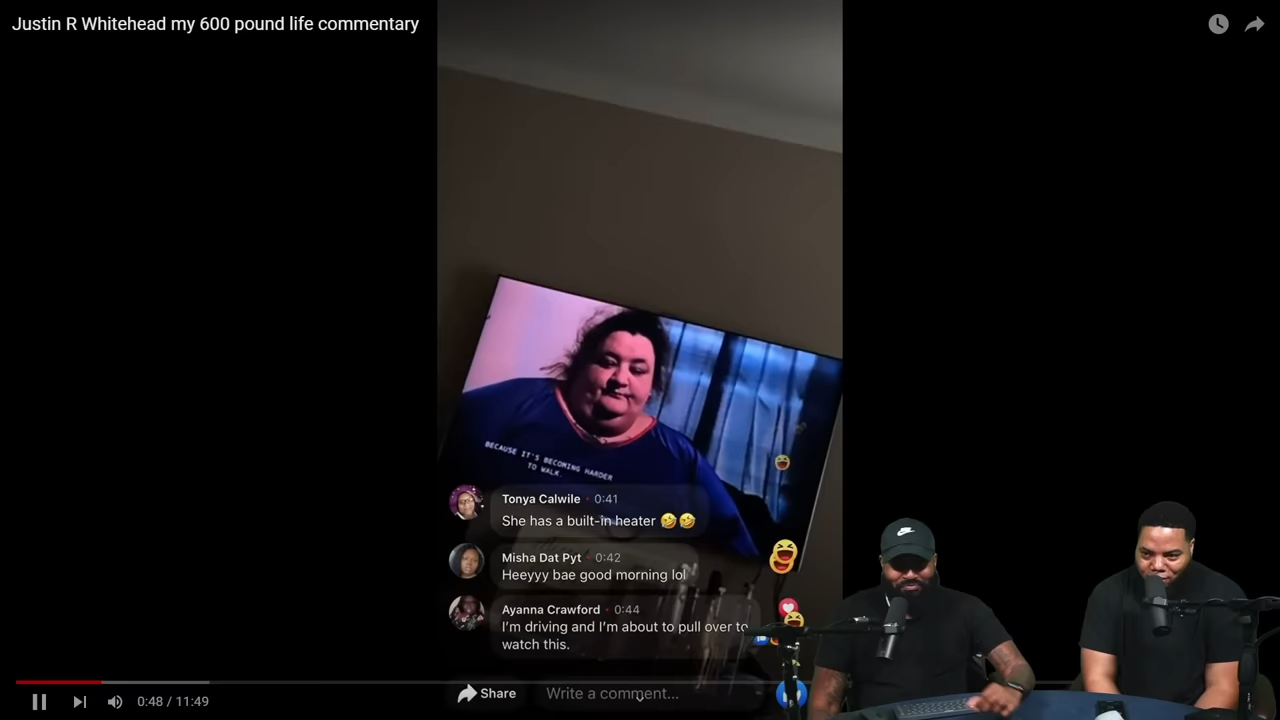 Justin R Whitehead my 600 pound life commentary
BECAUSE IT'S BECOMING HARDER
TO WALK.
Tonya Calwile · 0:41
She has a built-in heater 🤣🤣
Misha Dat Pyt · 0:42
Heeyyy bae good morning lol
Ayanna Crawford · 0:44
I'm driving and I'm about to pull over to
watch this.
Share
Write a comment...
0:48 / 11:49